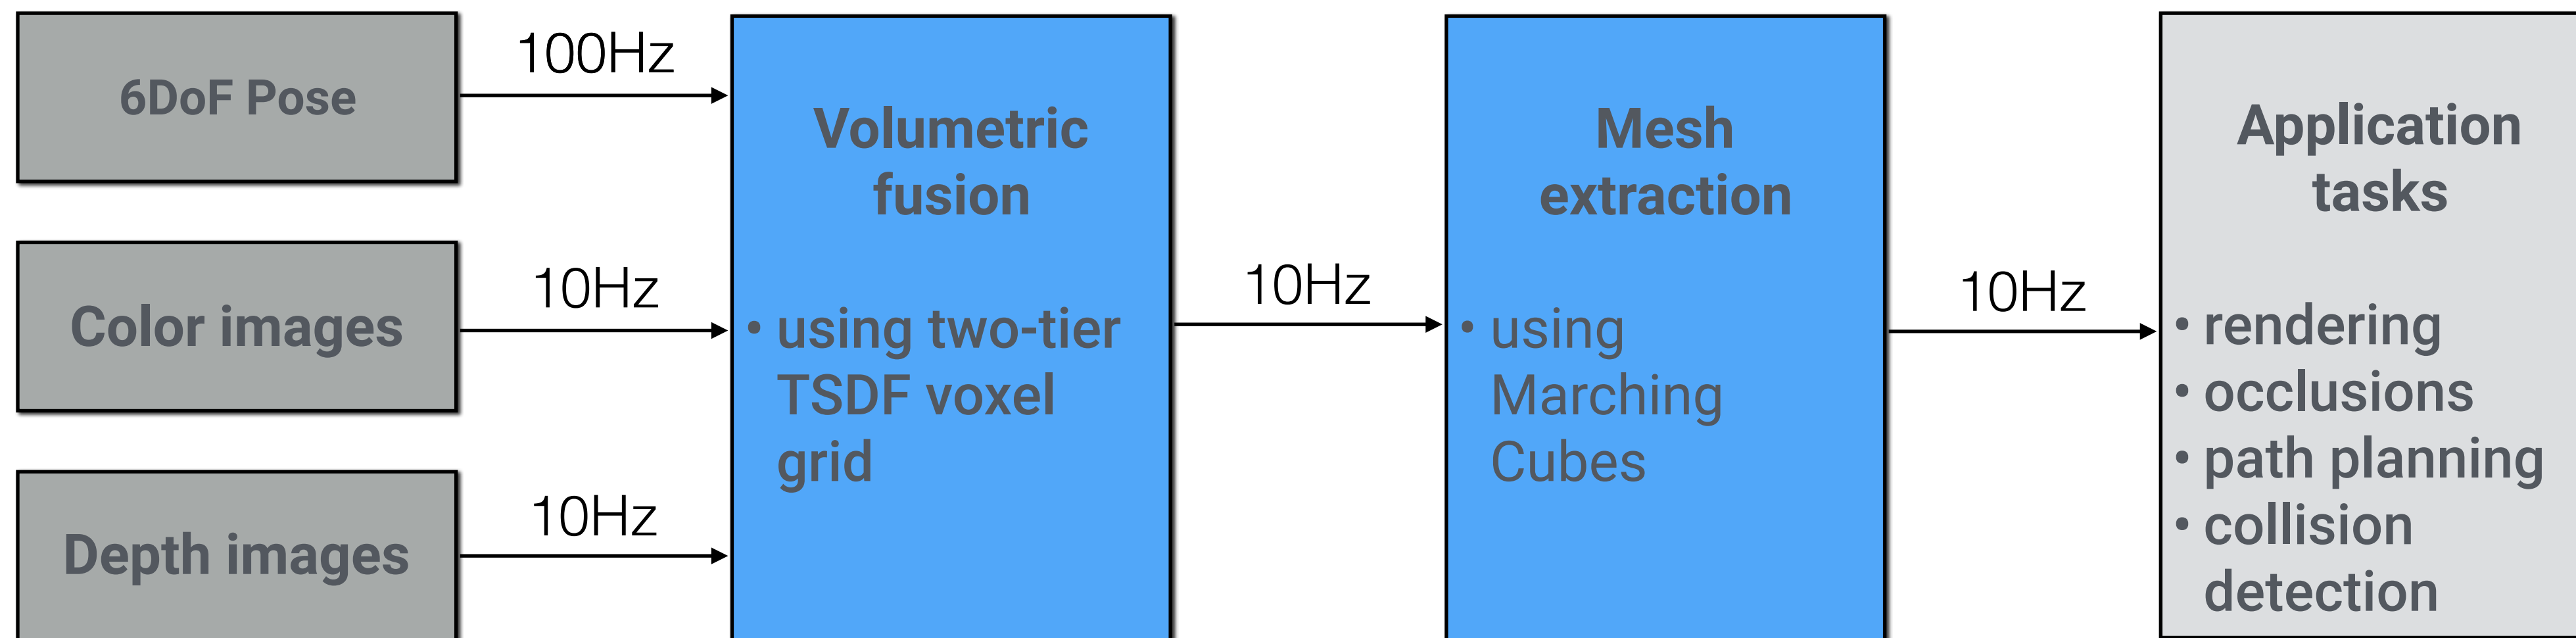 6DoF Pose
100Hz
Color images
10Hz
Depth images
10Hz
Volumetric
fusion
• using two-tier
TSDF voxel
grid
10Hz
Mesh
extraction
• using
Marching
Cubes
10Hz
Application
tasks
• rendering
• occlusions
• path planning
• collision
detection